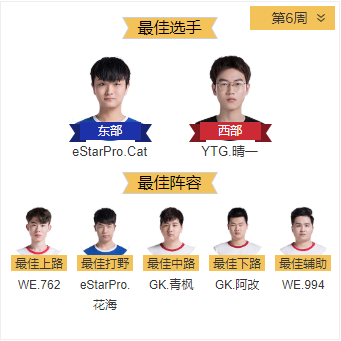 第6周
最佳选手
东部
西部
eStarPro.Cat
YTG.晴一
最佳阵容
最佳上路
最佳打野
最佳中路
最佳下路
最佳辅助
WE.762
eStarPro.
花海
GK.青枫
GK.阿改
WE.994